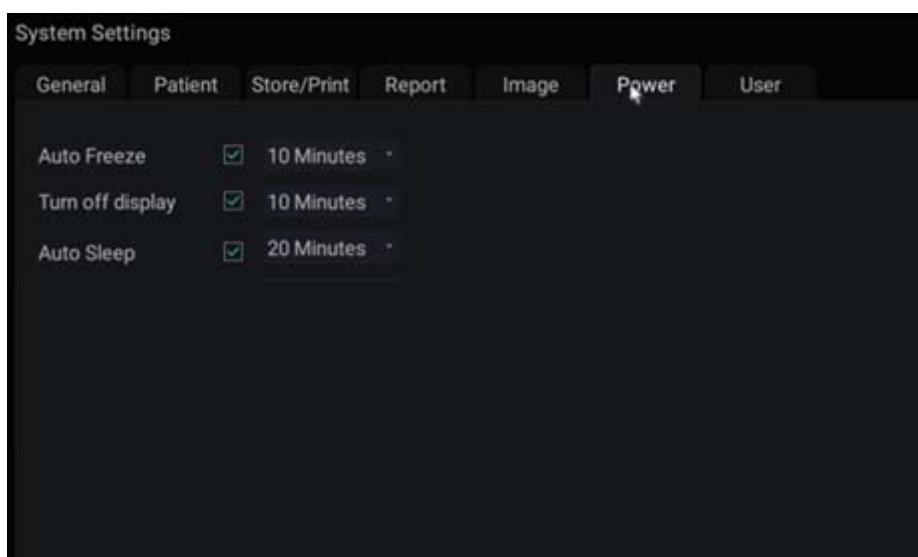 System Settings
General Patient Store/Print Report Image Power User
Auto Freeze 10 Minutes
Turn off display 10 Minutes
Auto Sleep 20 Minutes